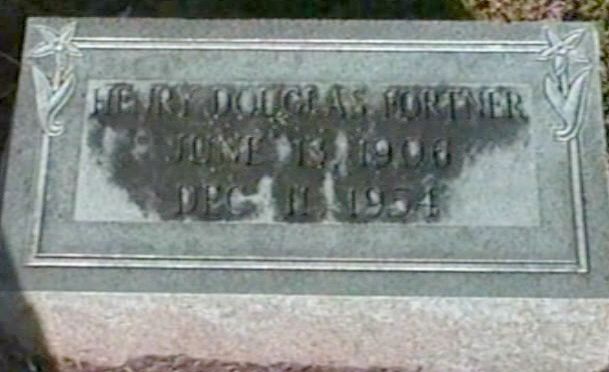 HENRY DOUGLAS FORTNER
JUNE 13, 1906
DEC. 11, 1954